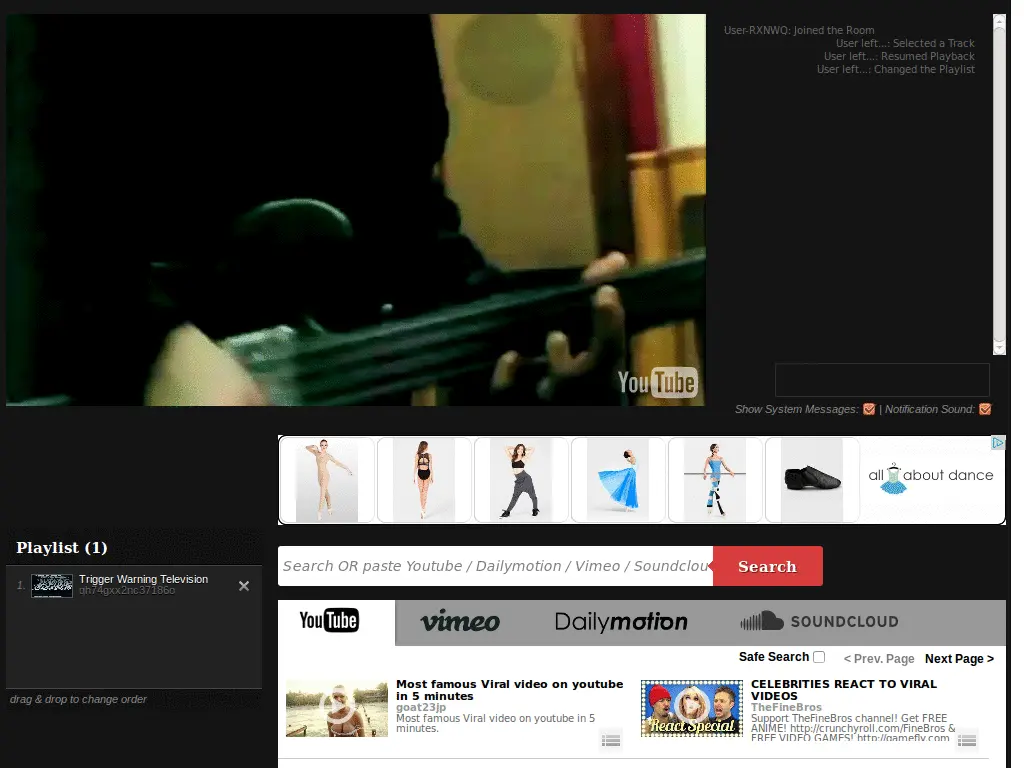 User-RXNWQ: Joined the Room
User left...: Selected a Track
User left...: Resumed Playback
User left...: Changed the Playlist
YouTube
Show System Messages: | Notification Sound:
all about dance
Playlist (1)
1. Trigger Warning Television
gh74gxx2nc37186o
drag & drop to change order
Search OR paste Youtube / Dailymotion / Vimeo / Soundclou
Search
YouTube vimeo Dailymotion SOUNDCLOUD
Safe Search < Prev. Page Next Page >
Most famous Viral video on youtube
in 5 minutes
goat23jp
Most famous Viral video on youtube in 5
minutes.
React Special
CELEBRITIES REACT TO VIRAL
VIDEOS
TheFineBros
Support TheFineBros channel! Get FREE
ANIME! http://crunchyroll.com/FineBros &
FREE VIDEO GAMES! http://gamefly.com